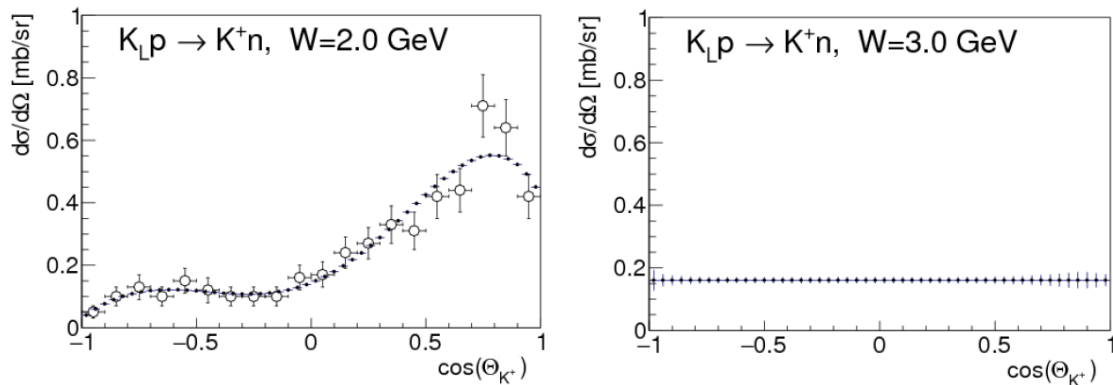 K_L p → K⁺n, W=2.0 GeV
dσ/dΩ [mb/sr]
1
0.8
0.6
0.4
0.2
0
−1 −0.5 0 0.5 1
cos(Θ_K⁺)
K_L p → K⁺n, W=3.0 GeV
dσ/dΩ [mb/sr]
1
0.8
0.6
0.4
0.2
0
−1 −0.5 0 0.5 1
cos(Θ_K⁺)